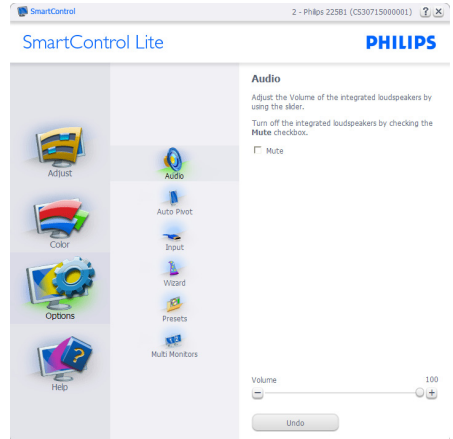 SmartControl
2 - Philips 225B1 (CS30715000001)
SmartControl Lite
PHILIPS
Adjust
Color
Options
Help
Audio
Auto Pivot
Input
Wizard
Presets
Multi Monitors
Audio
Adjust the Volume of the integrated loudspeakers by
using the slider.
Turn off the integrated loudspeakers by checking the
Mute checkbox.
Mute
Volume
100
Undo